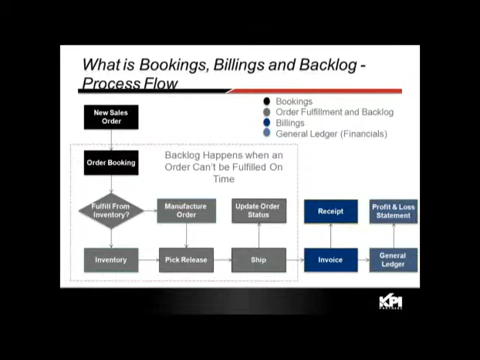 What is Bookings, Billings and Backlog -
Process Flow
Bookings
Order Fulfillment and Backlog
Billings
General Ledger (Financials)
New Sales
Order
Order Booking
Backlog Happens when an
Order Can't be Fulfilled On
Time
Fulfill From
Inventory?
Manufacture
Order
Update Order
Status
Receipt
Profit & Loss
Statement
Inventory
Pick Release
Ship
Invoice
General
Ledger
KPI
PARTNERS